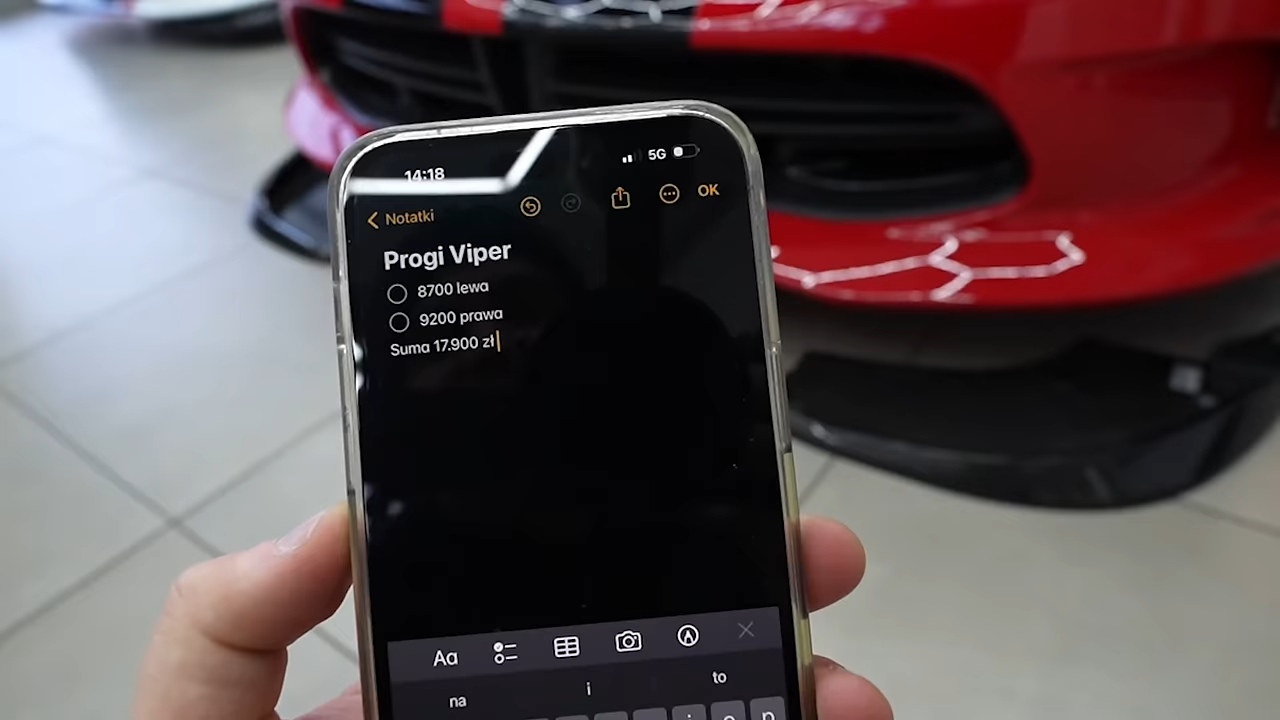 14:18
5G
Notatki
OK
Progi Viper
8700 lewa
9200 prawa
Suma 17.900 zł
Aa
na i to
i o p